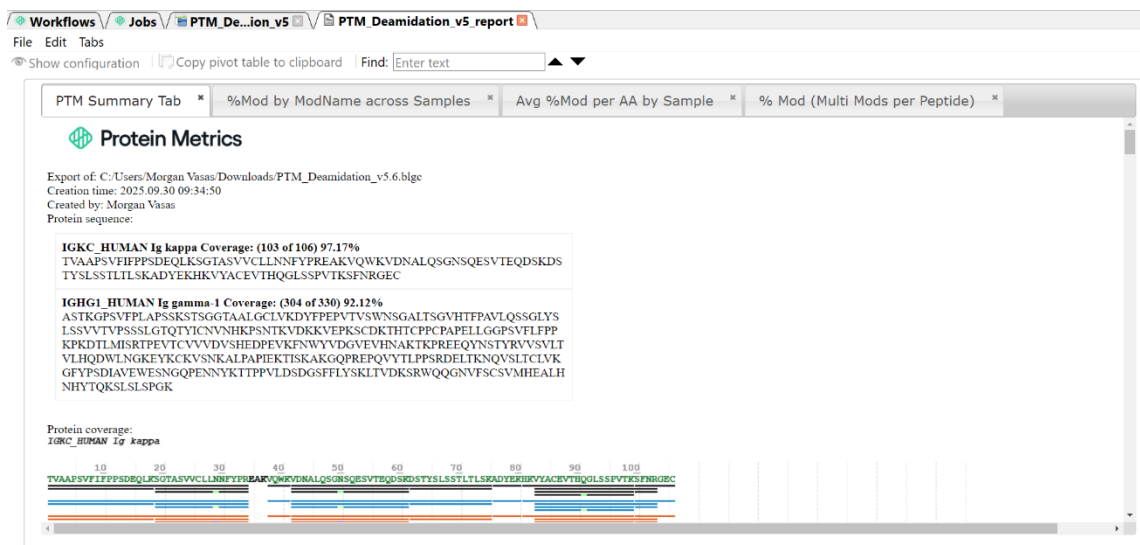 Workflows Jobs PTM_De...ion_v5 PTM_Deamidation_v5_report
File Edit Tabs
Show configuration Copy pivot table to clipboard Find: Enter text
PTM Summary Tab %Mod by ModName across Samples Avg %Mod per AA by Sample % Mod (Multi Mods per Peptide)
Protein Metrics
Export of: C:/Users/Morgan Vasas/Downloads/PTM_Deamidation_v5.6.blgc
Creation time: 2025.09.30 09:34:50
Created by: Morgan Vasas
Protein sequence:
IGKC_HUMAN Ig kappa Coverage: (103 of 106) 97.17%
TVAAPSVFIFPPSDEQLKSGTASVVCLLNNFYPREAKVQWKVDNALQSGNSQESVTEQDSKDS
TYSLSSTLTLSKADYEKHKVYACEVTHQGLSSPVTKSFNRGEC
IGHG1_HUMAN Ig gamma-1 Coverage: (304 of 330) 92.12%
ASTKGPSVFPLAPSSKSTSGGTAALGCLVKDYFPEPVTVSWNSGALTSGVHTFPAVLQSSGLYS
LSSVVTVPSSSLGTQTYICNVNHKPSNTKVDKKVEPKSCDKTHTCPPCPAPELLGGPSVFLFPP
KPKDTLMISRTPEVTCVVVDVSHEDPEVKFNWYVDGVEVHNAKTKPREEQYNSTYRVVSVLT
VLHQDWLNGKEYKCKVSNKALPAPIEKTISKAKGQPREPQVYTLPPSRDELTKNQVSLTCLVK
GFYPSDIAVEWESNGQPENNYKTTPPVLDSDGSFFLYSKLTVDKSRWQQGNVFSCSVMHEALH
NHYTQKSLSLSPGK
Protein coverage:
IGKC_HUMAN Ig kappa
10 20 30 40 50 60 70 80 90 100
TVAAPSVFIFPPSDEQLKSGTASVVCLLNNFYPREAKVQWKVDNALQSGNSQESVTEQDSKDSTYSLSSTLTLSKADYEKHKVYACEVTHQGLSSPVTKSFNRGEC